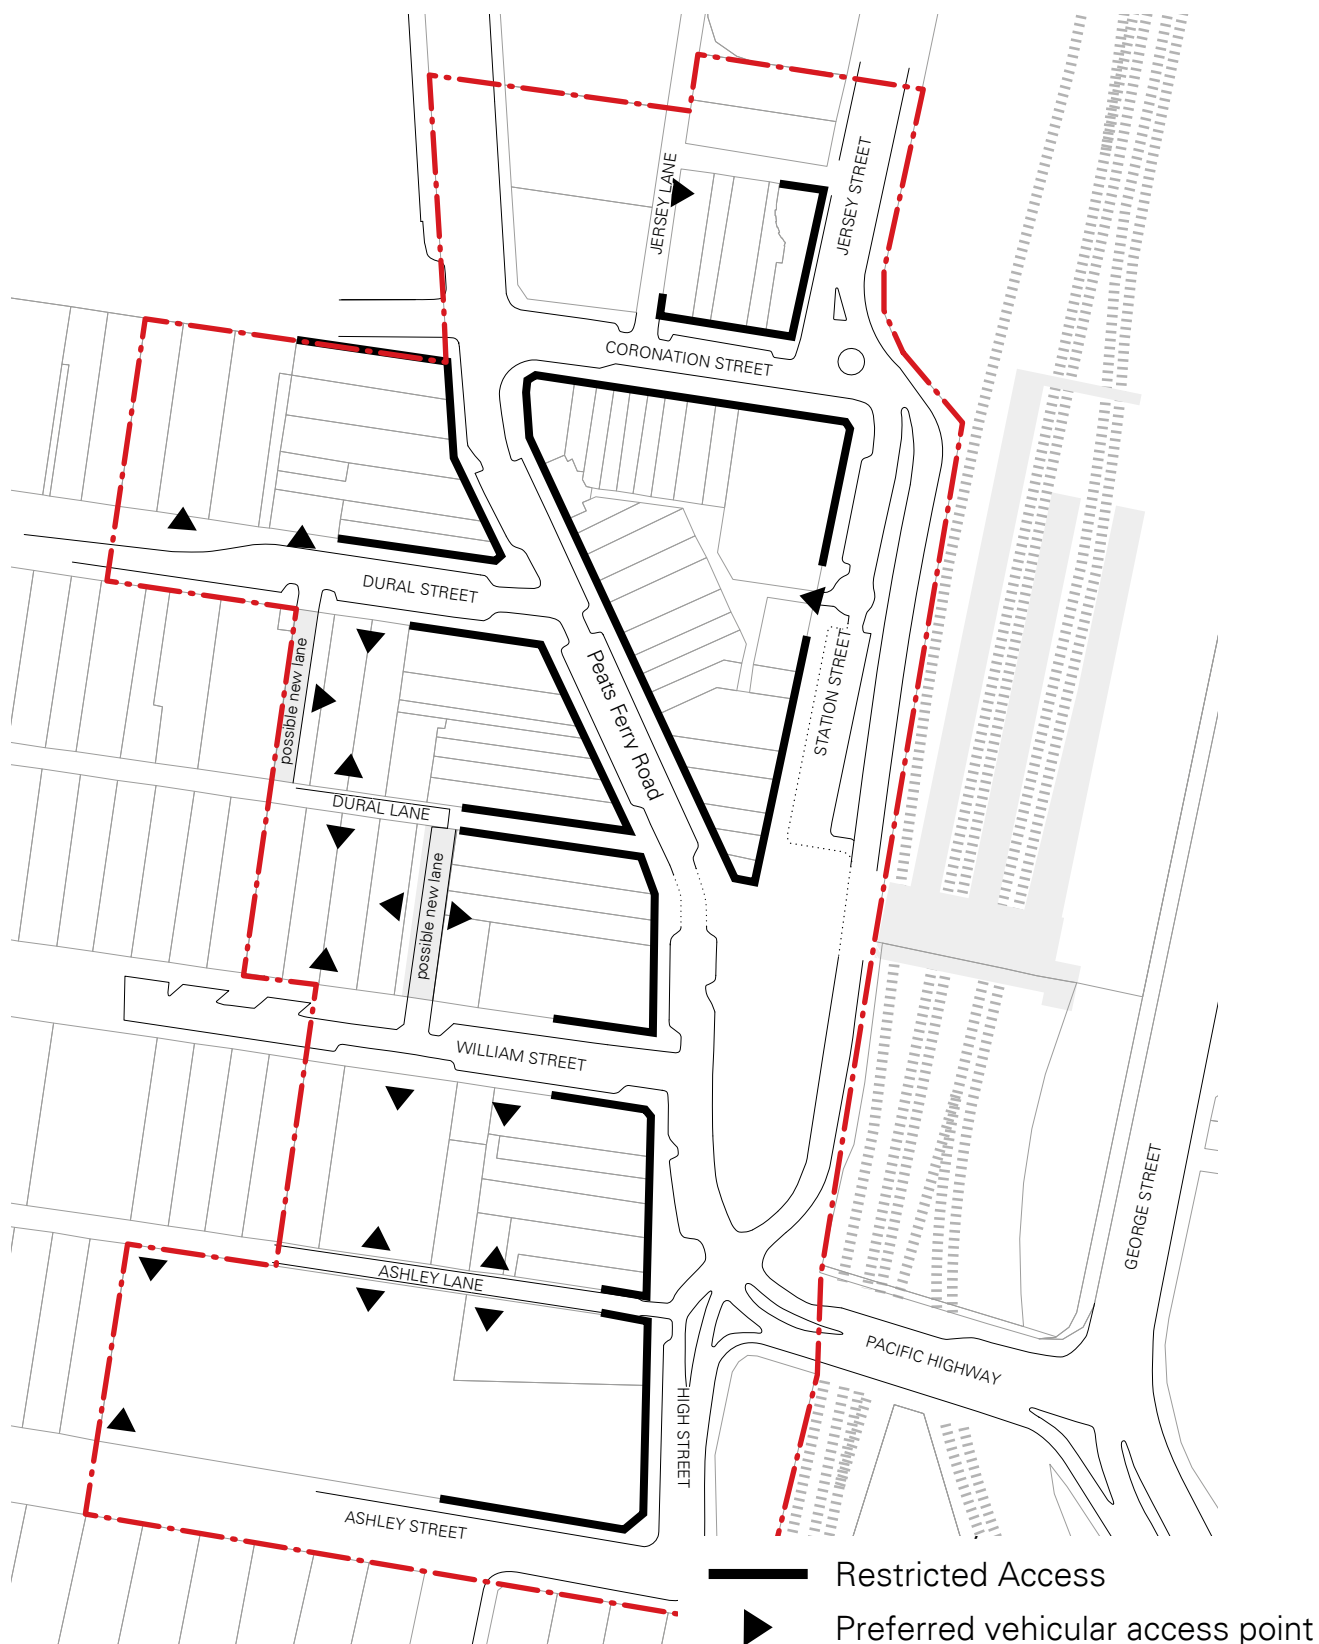 JERSEY LANE
JERSEY STREET
CORONATION STREET
DURAL STREET
possible new lane
Peats Ferry Road
STATION STREET
DURAL LANE
possible new lane
WILLIAM STREET
GEORGE STREET
ASHLEY LANE
PACIFIC HIGHWAY
HIGH STREET
ASHLEY STREET
Restricted Access
Preferred vehicular access point